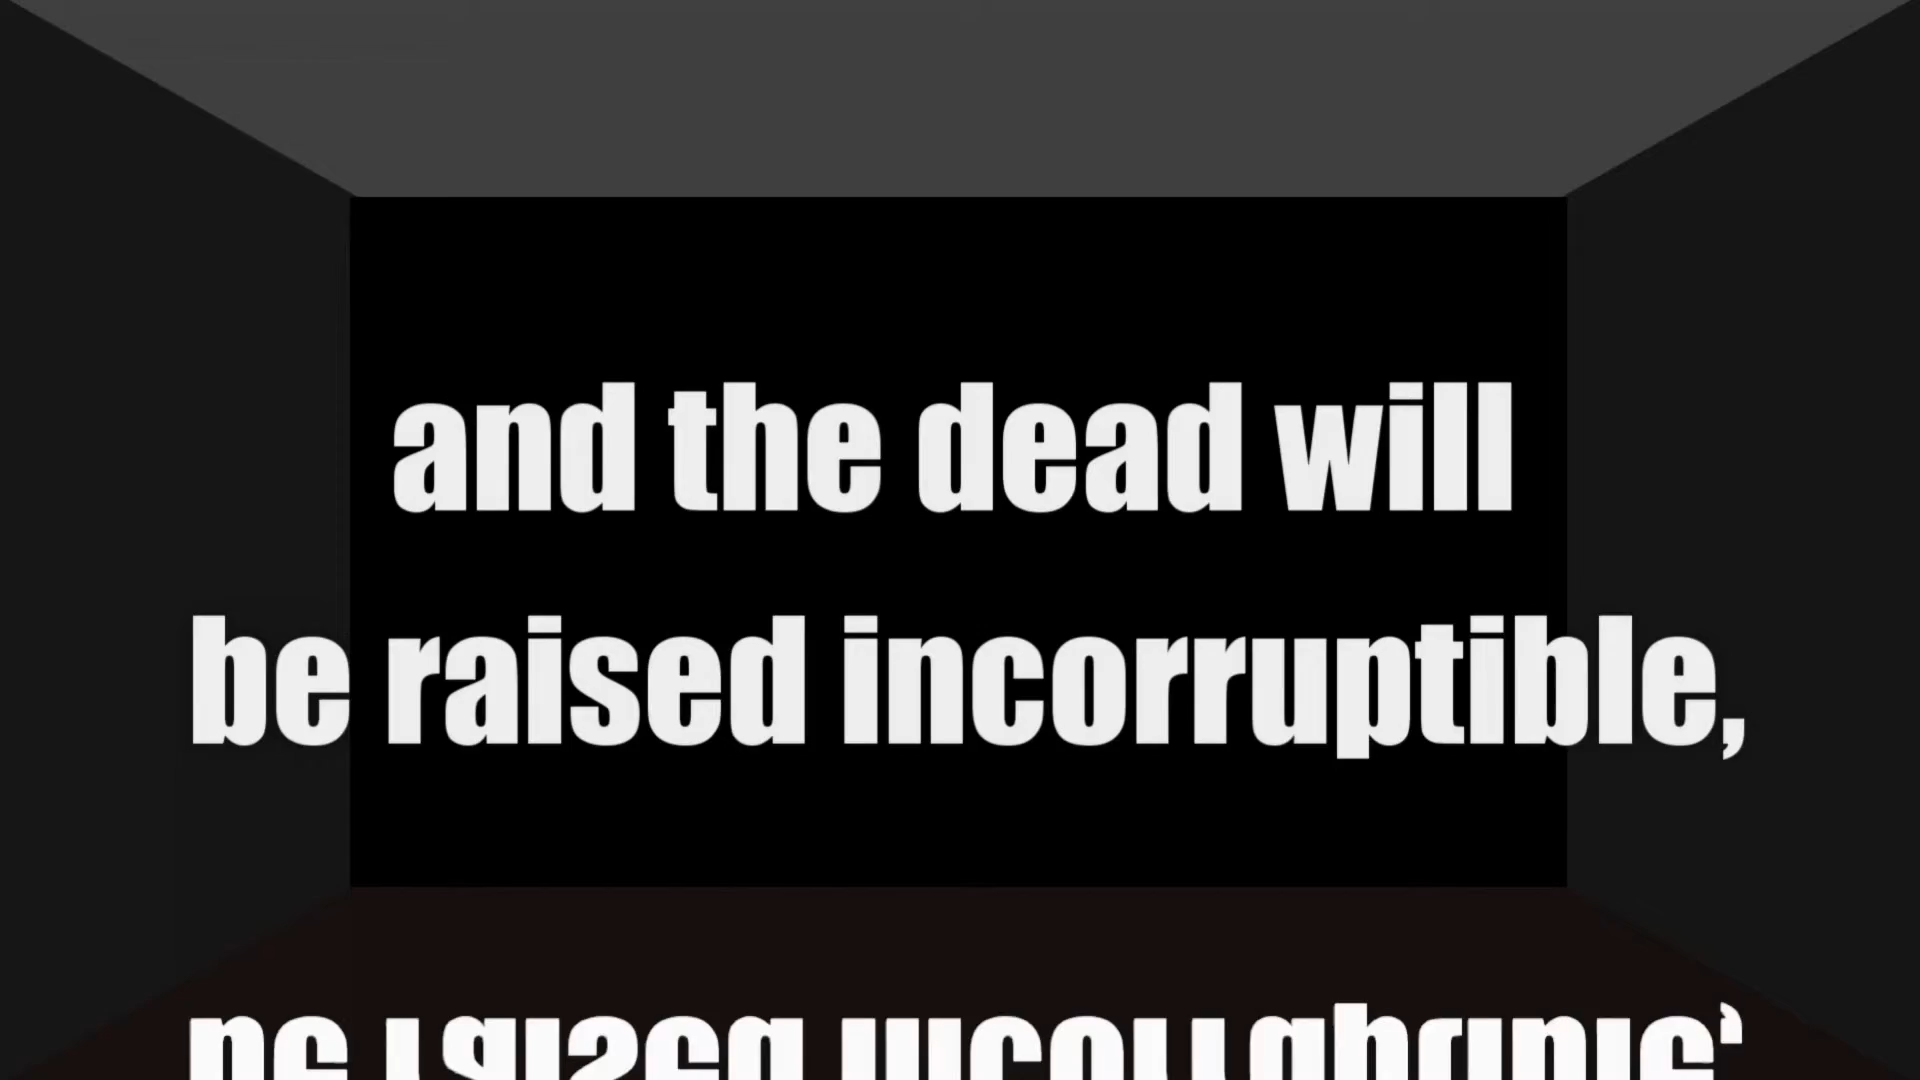 and the dead will
be raised incorruptible,